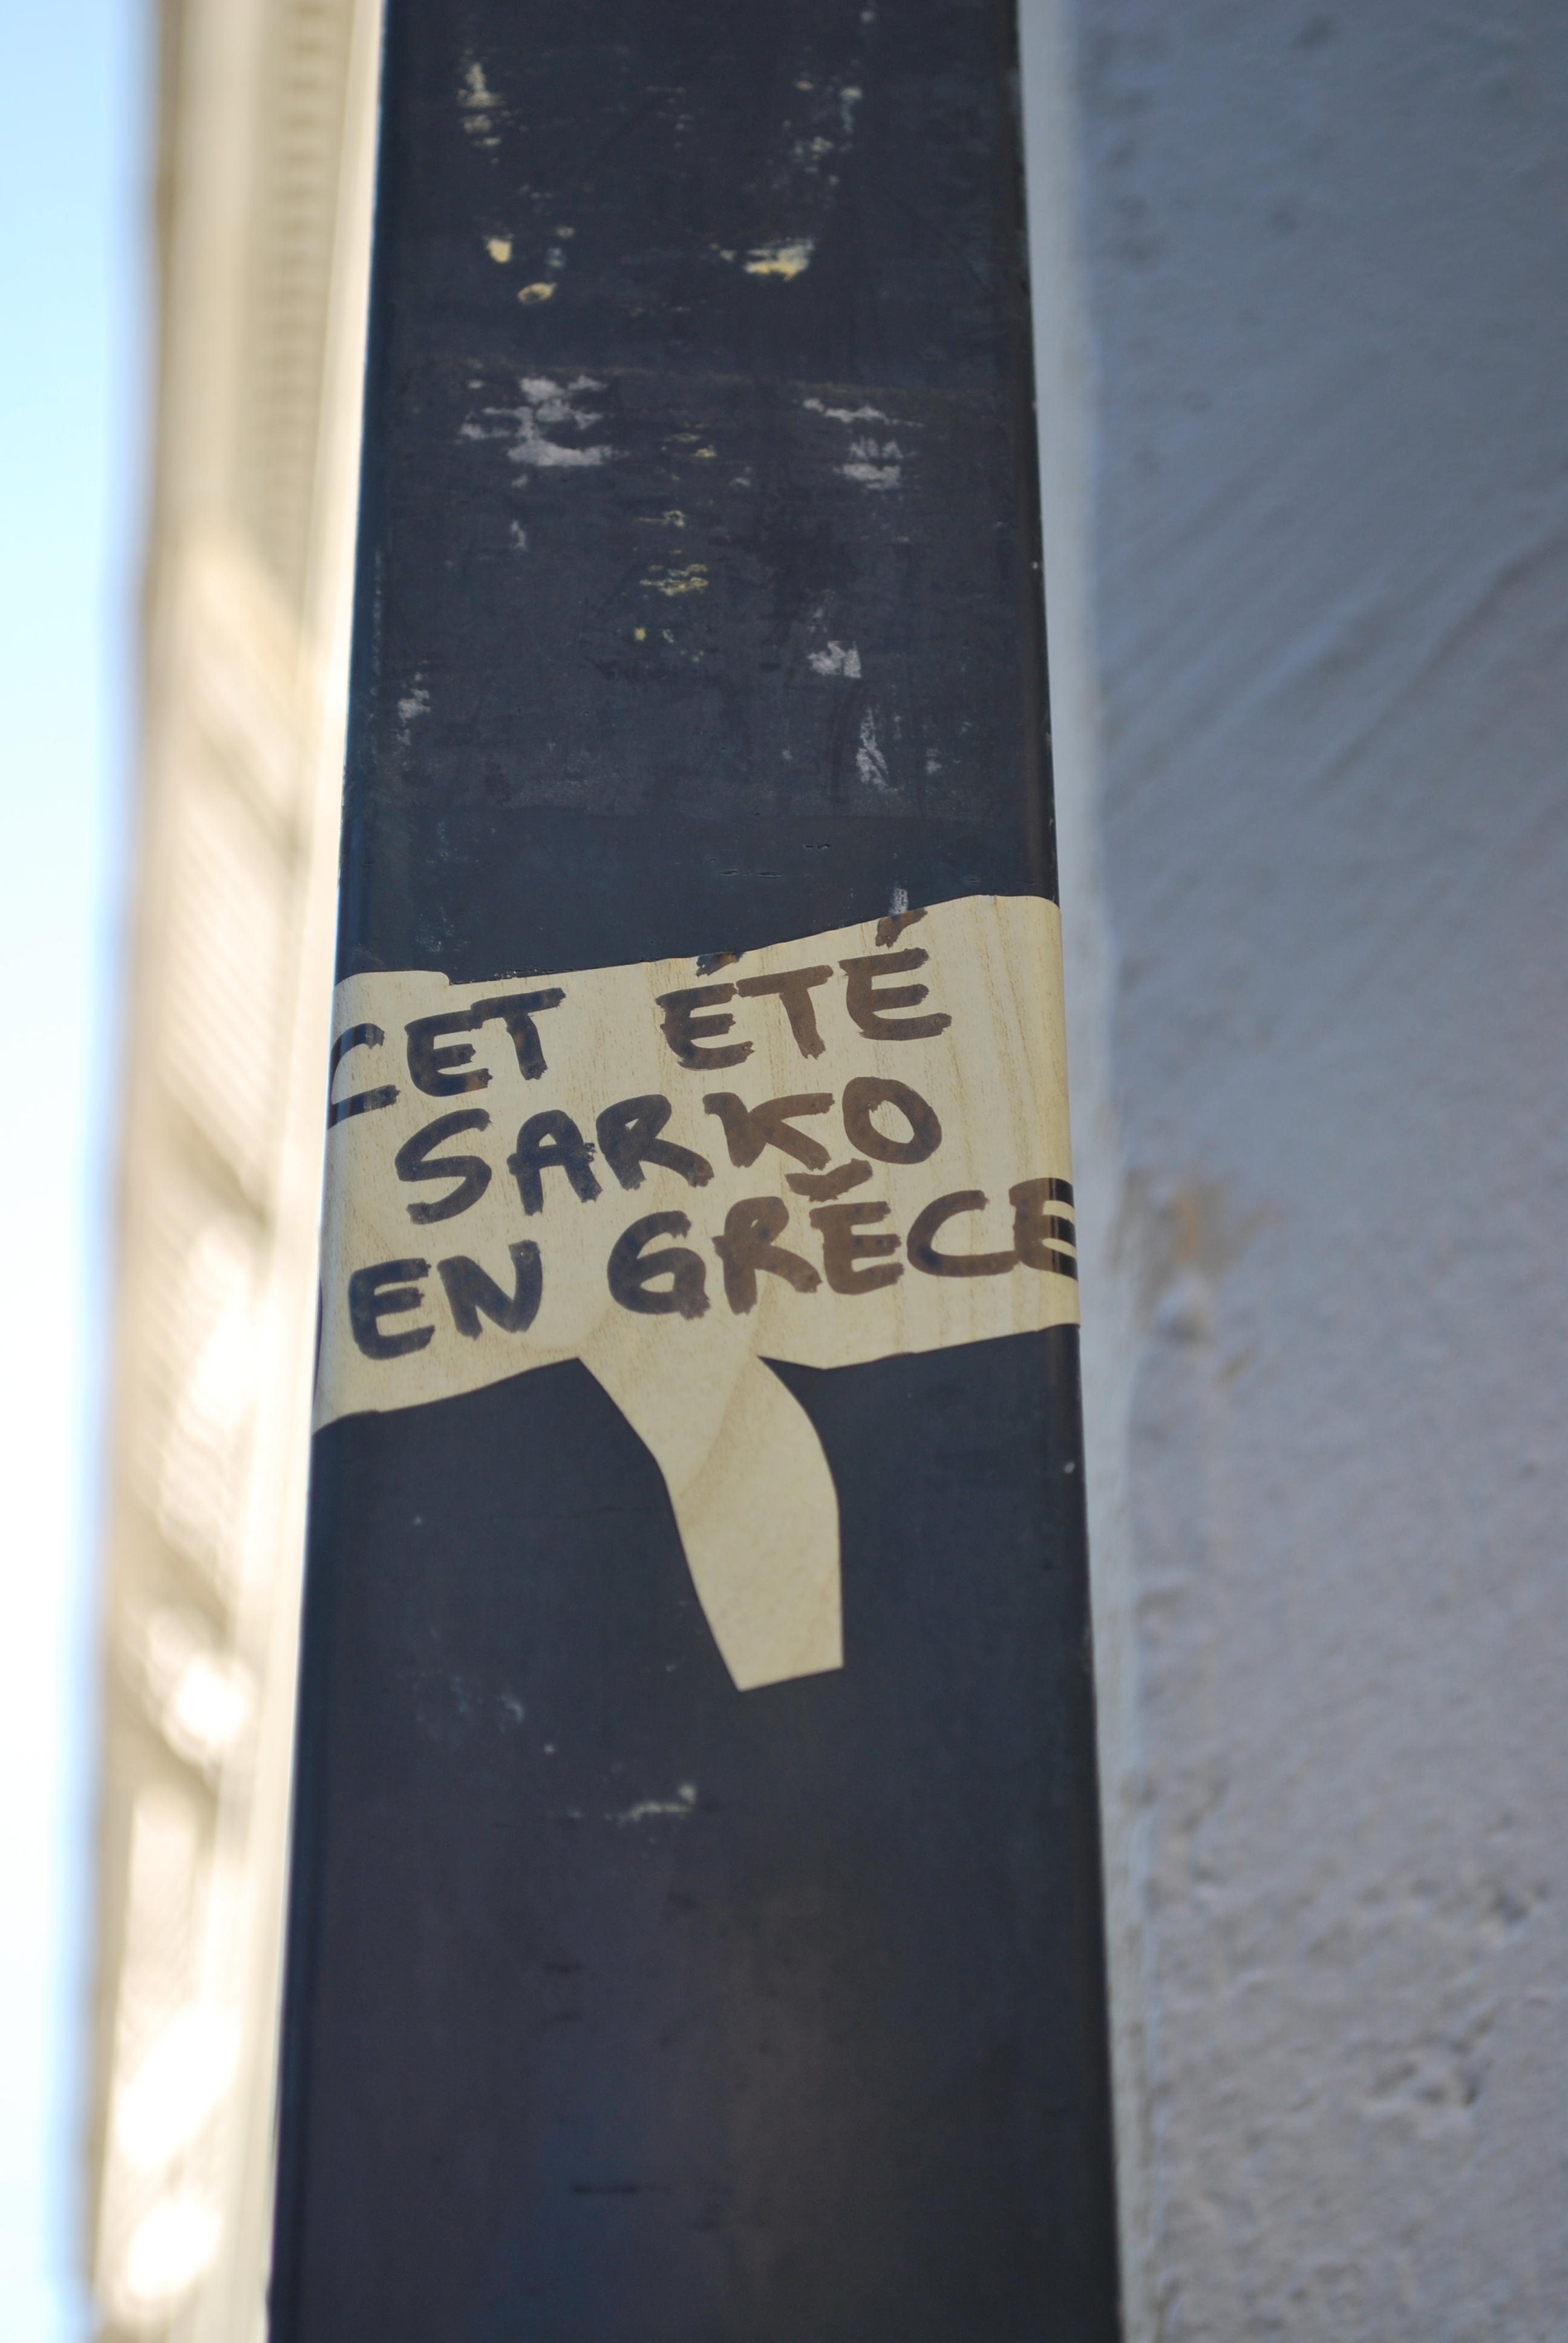 CET ÉTÉ
SARKO
EN GRÈCE